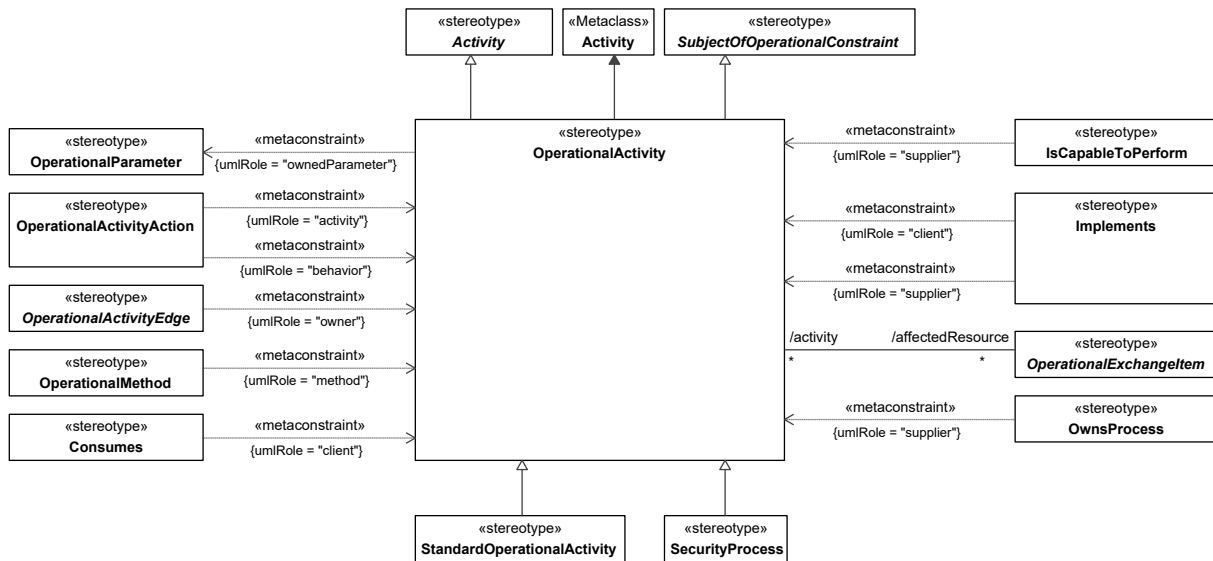 «stereotype»
Activity
«Metaclass»
Activity
«stereotype»
SubjectOfOperationalConstraint
«stereotype»
OperationalActivity
«stereotype»
OperationalParameter
«metaconstraint»
{umlRole = "ownedParameter"}
«stereotype»
OperationalActivityAction
«metaconstraint»
{umlRole = "activity"}
«metaconstraint»
{umlRole = "behavior"}
«stereotype»
OperationalActivityEdge
«metaconstraint»
{umlRole = "owner"}
«stereotype»
OperationalMethod
«metaconstraint»
{umlRole = "method"}
«stereotype»
Consumes
«metaconstraint»
{umlRole = "client"}
«metaconstraint»
{umlRole = "supplier"}
«stereotype»
IsCapableToPerform
«metaconstraint»
{umlRole = "client"}
«stereotype»
Implements
«metaconstraint»
{umlRole = "supplier"}
/activity
/affectedResource
*
*
«stereotype»
OperationalExchangeItem
«metaconstraint»
{umlRole = "supplier"}
«stereotype»
OwnsProcess
«stereotype»
StandardOperationalActivity
«stereotype»
SecurityProcess